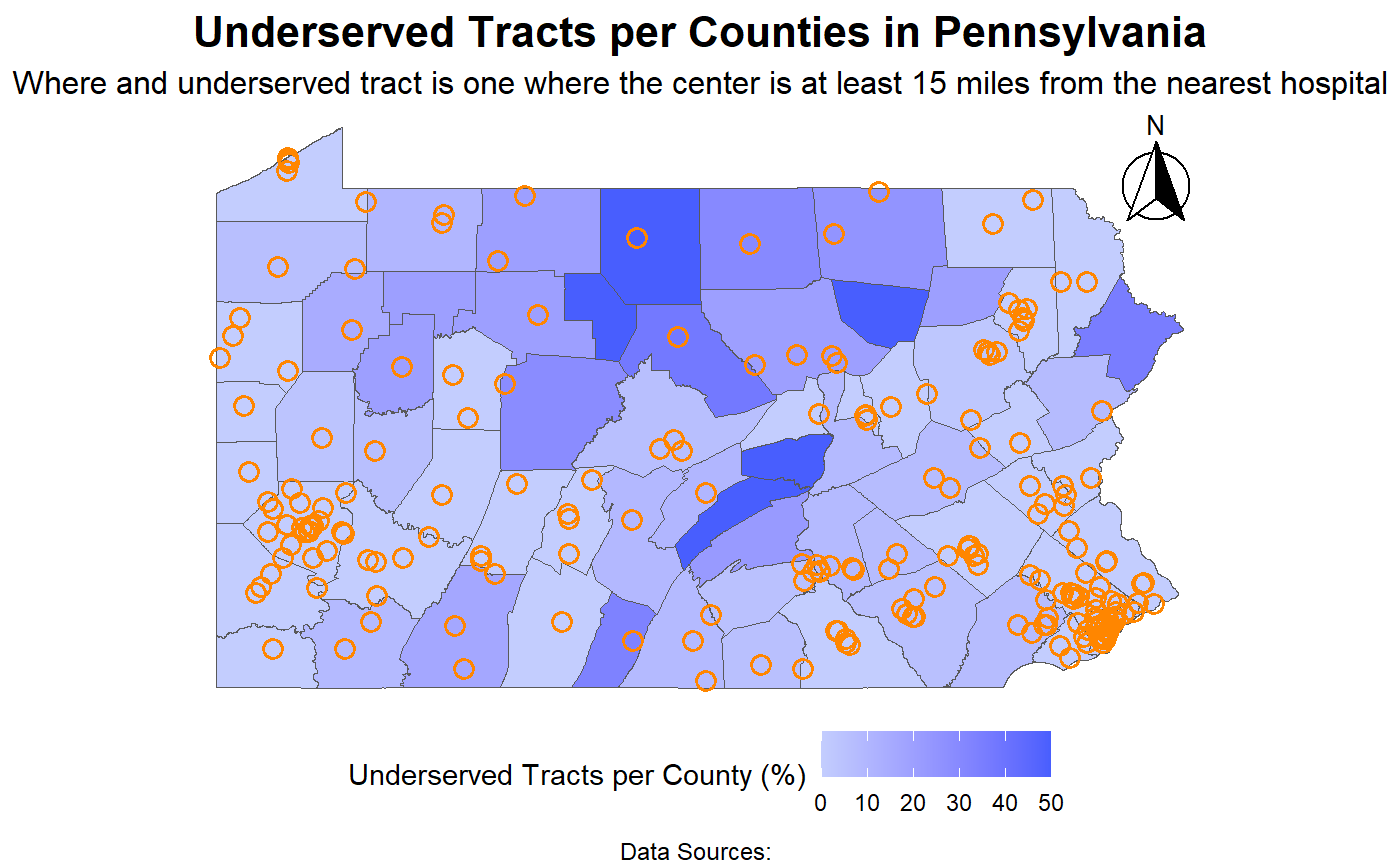 Underserved Tracts per Counties in Pennsylvania
Where and underserved tract is one where the center is at least 15 miles from the nearest hospital
N
Underserved Tracts per County (%)
0 10 20 30 40 50
Data Sources: